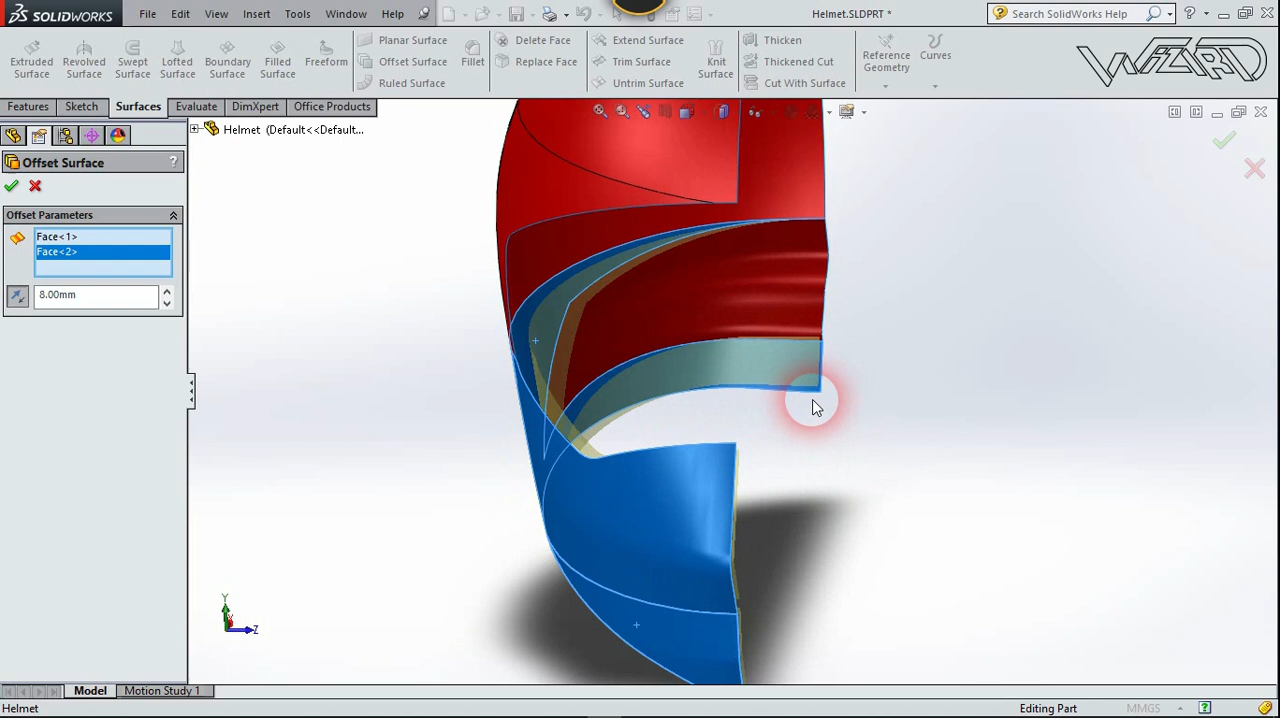 SOLIDWORKS File Edit View Insert Tools Window Help Helmet.SLDPRT * Search SolidWorks Help
Extruded Surface Revolved Surface Swept Surface Lofted Surface Boundary Surface Filled Surface Freeform
Planar Surface
Offset Surface
Ruled Surface
Fillet
Delete Face
Replace Face
Extend Surface
Trim Surface
Untrim Surface
Knit Surface
Thicken
Thickened Cut
Cut With Surface
Reference Geometry
Curves
WIZARD
Features Sketch Surfaces Evaluate DimXpert Office Products
Helmet (Default<<Default...
Offset Surface ?
Offset Parameters
Face<1>
Face<2>
8.00mm
Y
Z
Model Motion Study 1
Helmet Editing Part MMGS